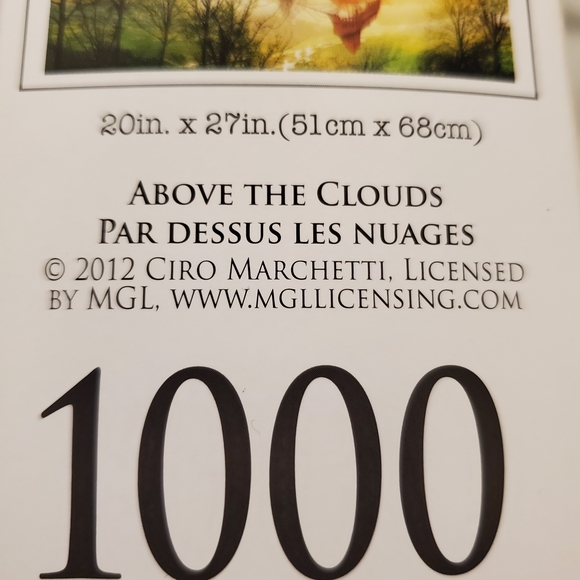 20in. x 27in.(51cm x 68cm)
ABOVE THE CLOUDS
PAR DESSUS LES NUAGES
© 2012 CIRO MARCHETTI, LICENSED
BY MGL, WWW.MGLLICENSING.COM
1000